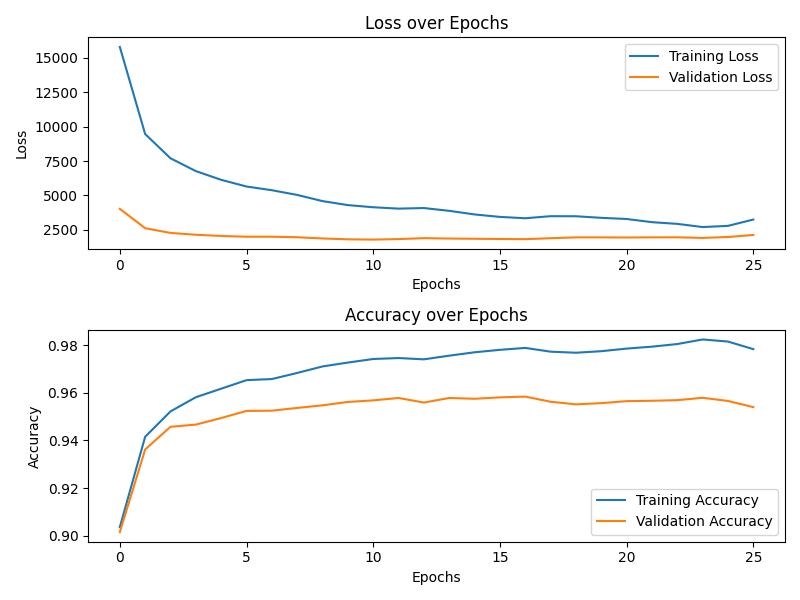 Loss over Epochs
Training Loss
Validation Loss
15000
12500
10000
7500
5000
2500
Loss
0 5 10 15 20 25
Epochs
Accuracy over Epochs
0.98
0.96
0.94
0.92
0.90
Accuracy
Training Accuracy
Validation Accuracy
0 5 10 15 20 25
Epochs